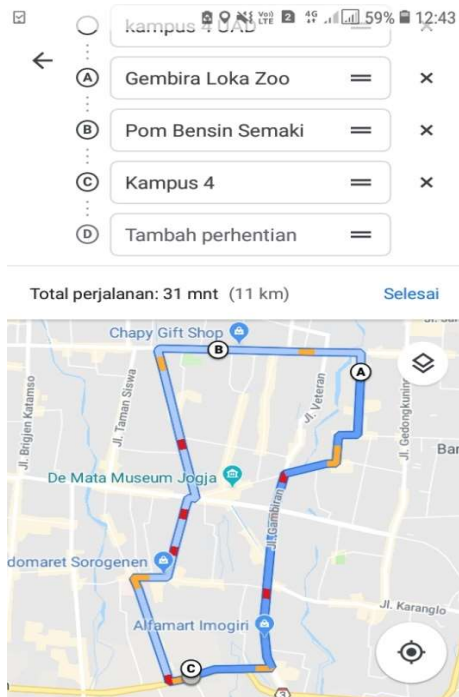 59% 12:43
kampus 4 UAD
A Gembira Loka Zoo
B Pom Bensin Semaki
C Kampus 4
D Tambah perhentian
Total perjalanan: 31 mnt (11 km)
Selesai
Chapy Gift Shop
B
A
Jl. Brigjen Katamso
Jl. Taman Siswa
Jl. Veteran
Jl. Gedongkuning
Bar
De Mata Museum Jogja
Jl. Gambiran
domaret Sorogenen
Jl. Karanglo
Alfamart Imogiri
C
3